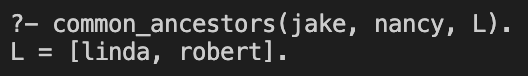 ?- common_ancestors(jake, nancy, L).
L = [linda, robert].